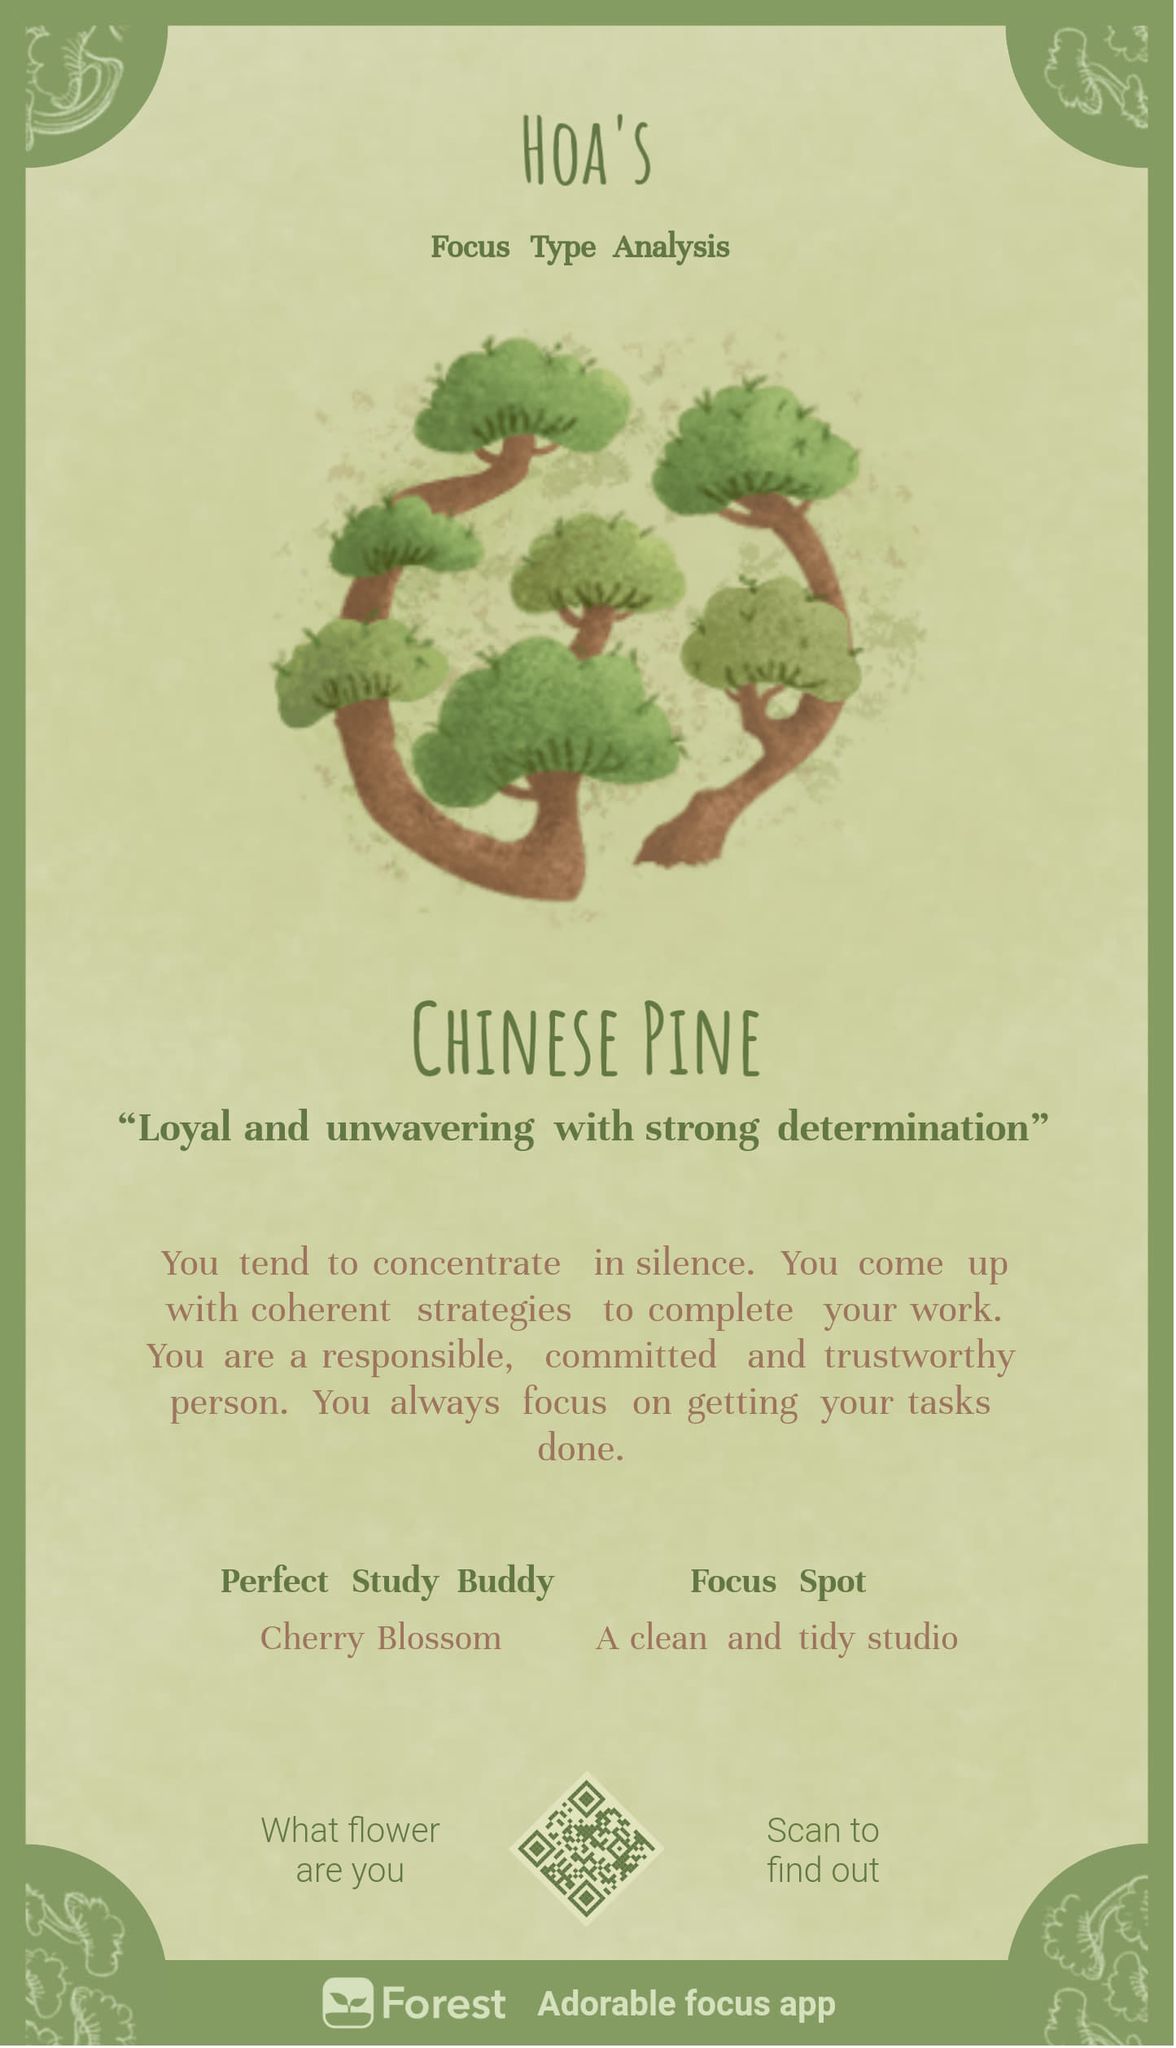 HOA'S
Focus Type Analysis
CHINESE PINE
“Loyal and unwavering with strong determination”
You tend to concentrate in silence. You come up
with coherent strategies to complete your work.
You are a responsible, committed and trustworthy
person. You always focus on getting your tasks
done.
Perfect Study Buddy
Cherry Blossom
Focus Spot
A clean and tidy studio
What flower
are you
Scan to
find out
Forest Adorable focus app